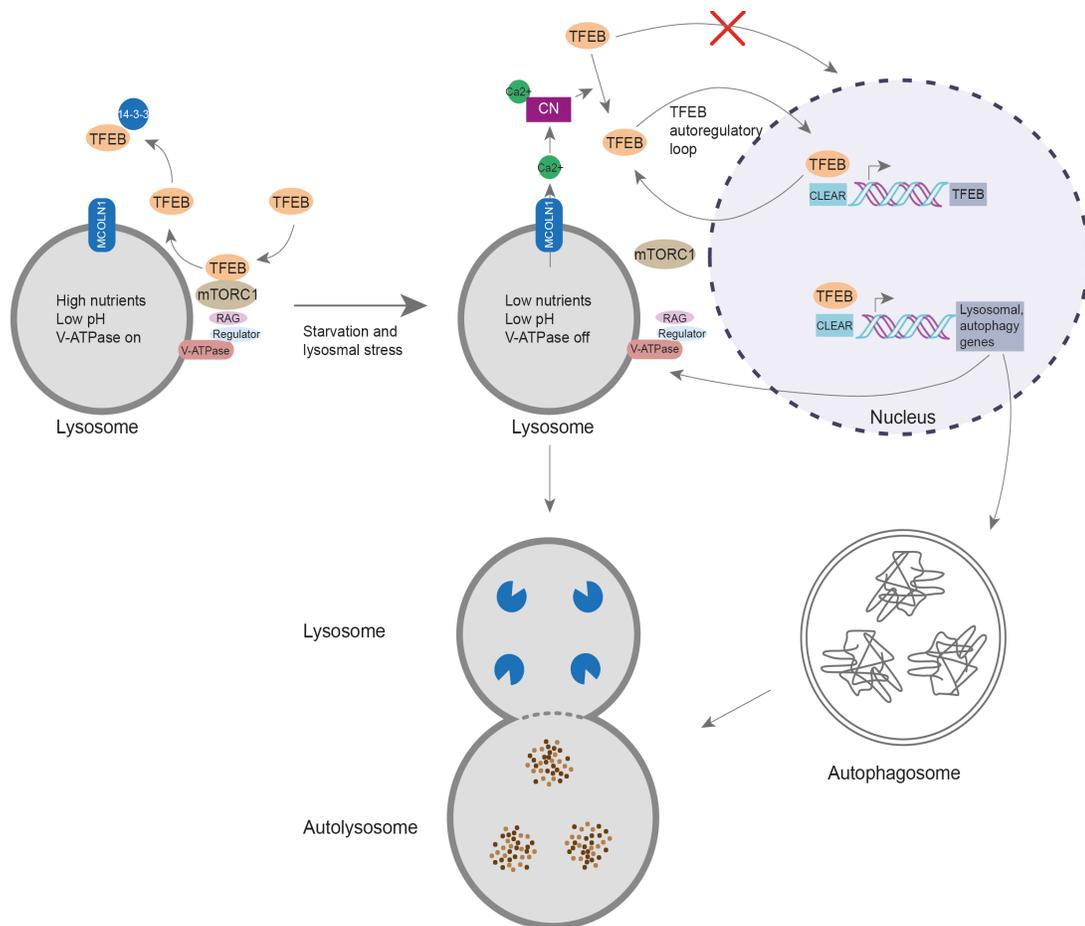 TFEB
14-3-3
TFEB
TFEB
TFEB
MCOLN1
TFEB
mTORC1
RAG
Regulator
V-ATPase
High nutrients
Low pH
V-ATPase on
Lysosome
Starvation and
lysosmal stress
Ca2+
CN
TFEB
TFEB
autoregulatory
loop
Ca2+
MCOLN1
mTORC1
RAG
Regulator
V-ATPase
Low nutrients
Low pH
V-ATPase off
Lysosome
TFEB
CLEAR
TFEB
TFEB
CLEAR
Lysosomal,
autophagy
genes
Nucleus
Lysosome
Autophagosome
Autolysosome